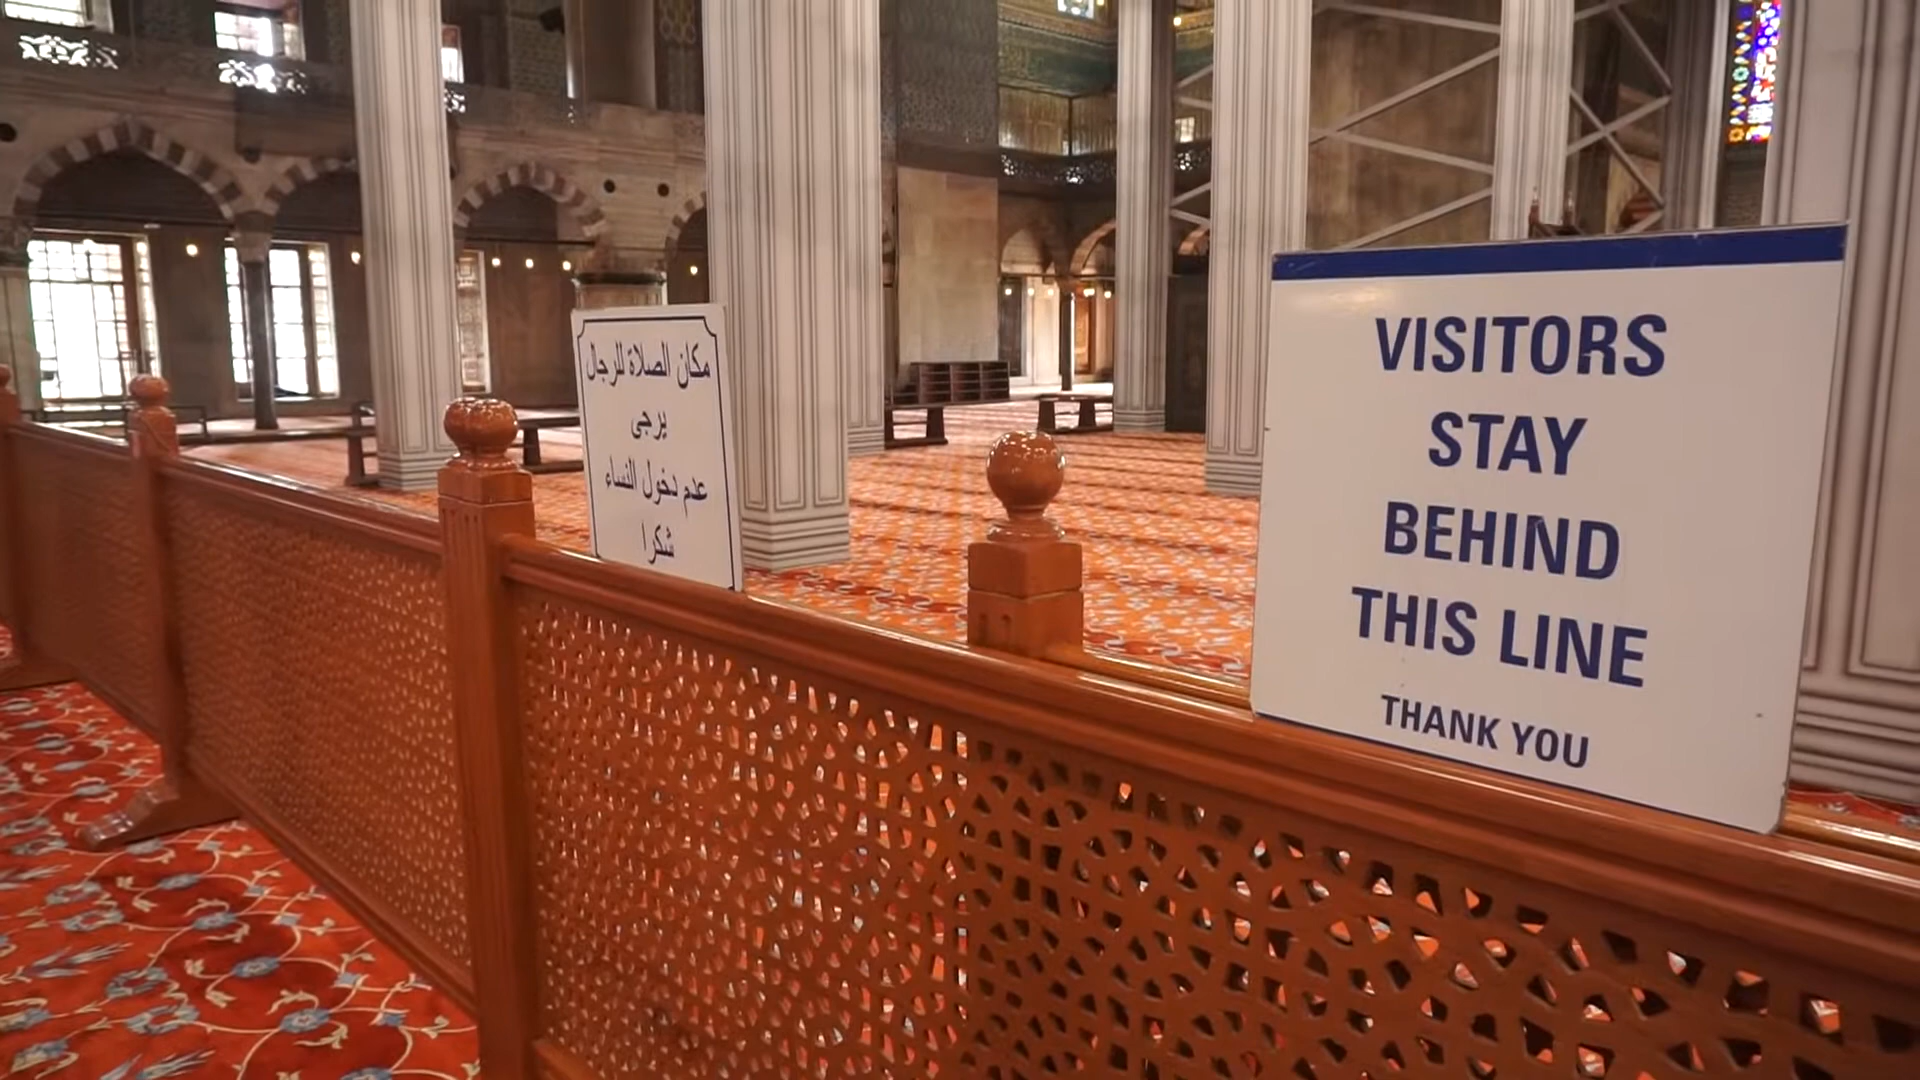 مكان الصلاة للرجال
يرجى
عدم دخول النساء
شكرا
VISITORS
STAY
BEHIND
THIS LINE
THANK YOU